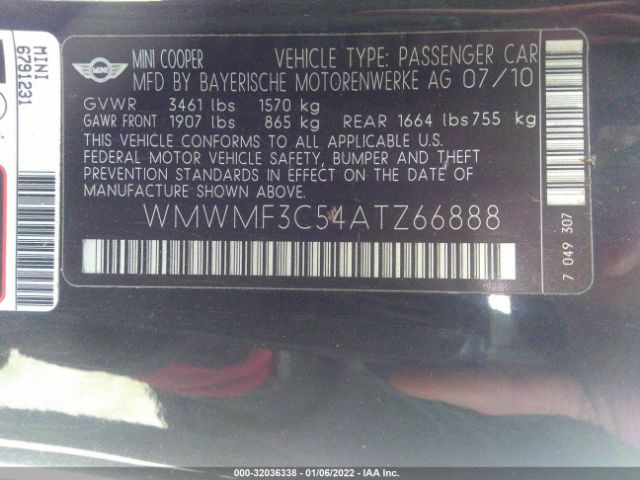 MINI
6791231
MINI
MINI COOPER
VEHICLE TYPE: PASSENGER CAR
MFD BY BAYERISCHE MOTORENWERKE AG 07/10
GVWR 3461 lbs 1570 kg
GAWR FRONT 1907 lbs 865 kg REAR 1664 lbs 755 kg
THIS VEHICLE CONFORMS TO ALL APPLICABLE U.S.
FEDERAL MOTOR VEHICLE SAFETY, BUMPER AND THEFT
PREVENTION STANDARDS IN EFFECT ON THE DATE OF
MANUFACTURE SHOWN ABOVE.
WMWMF3C54ATZ66888
7 049 307
000-32036338 - 01/06/2022 - IAA Inc.